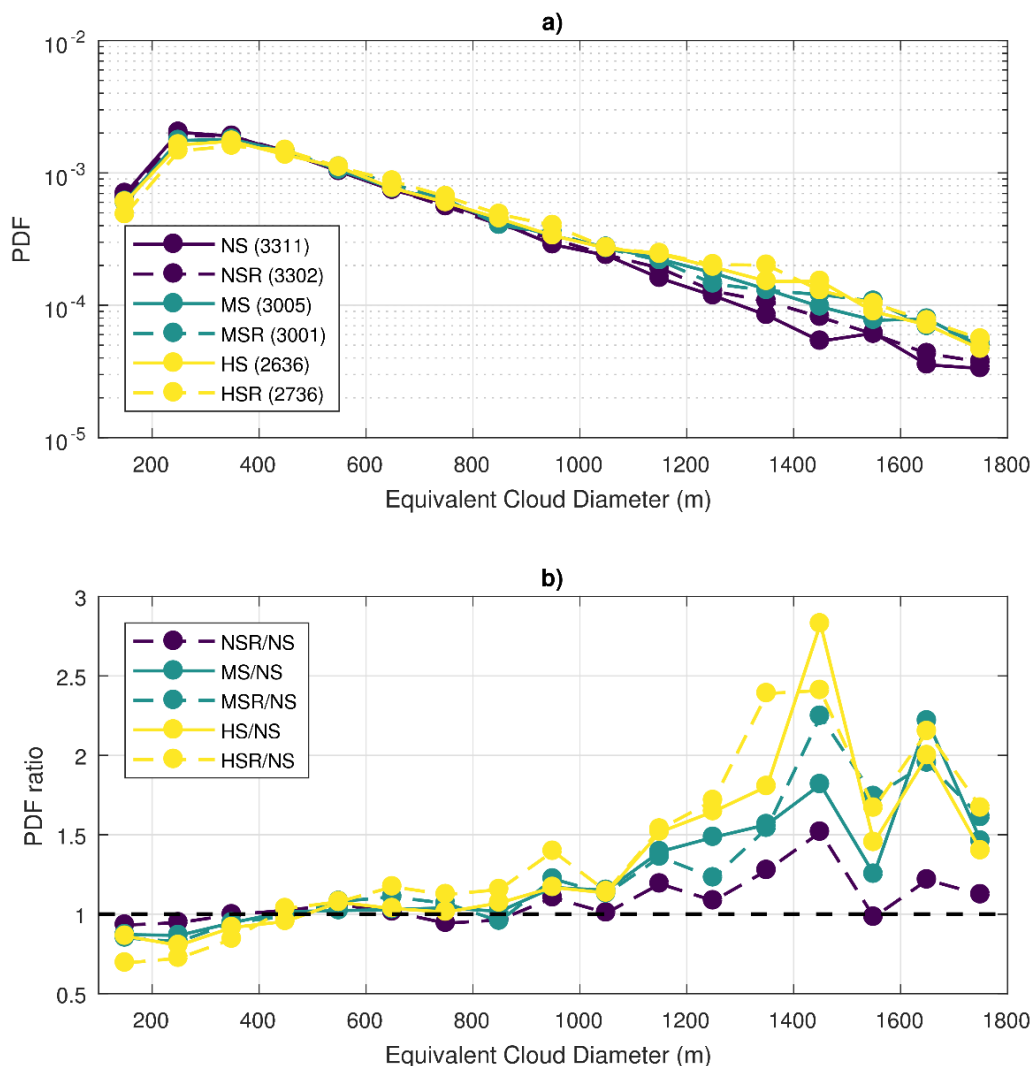 a)
10^-2
10^-3
10^-4
10^-5
PDF
NS (3311)
NSR (3302)
MS (3005)
MSR (3001)
HS (2636)
HSR (2736)
200 400 600 800 1000 1200 1400 1600 1800
Equivalent Cloud Diameter (m)
b)
3
2.5
2
1.5
1
0.5
PDF ratio
NSR/NS
MS/NS
MSR/NS
HS/NS
HSR/NS
200 400 600 800 1000 1200 1400 1600 1800
Equivalent Cloud Diameter (m)